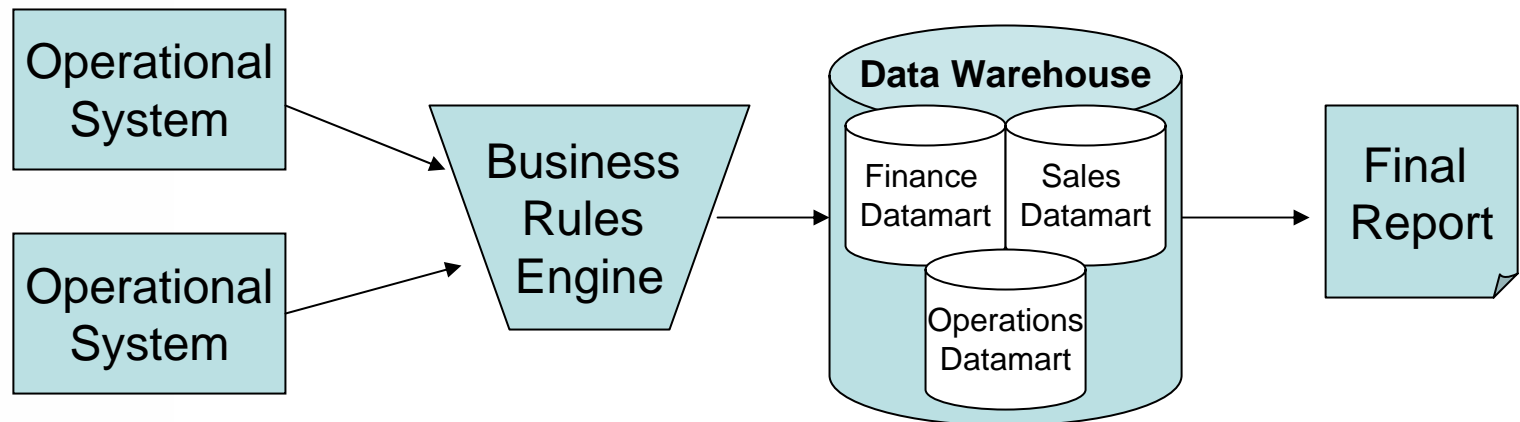 Operational
System
Operational
System
Business
Rules
Engine
Data Warehouse
Finance
Datamart
Sales
Datamart
Operations
Datamart
Final
Report